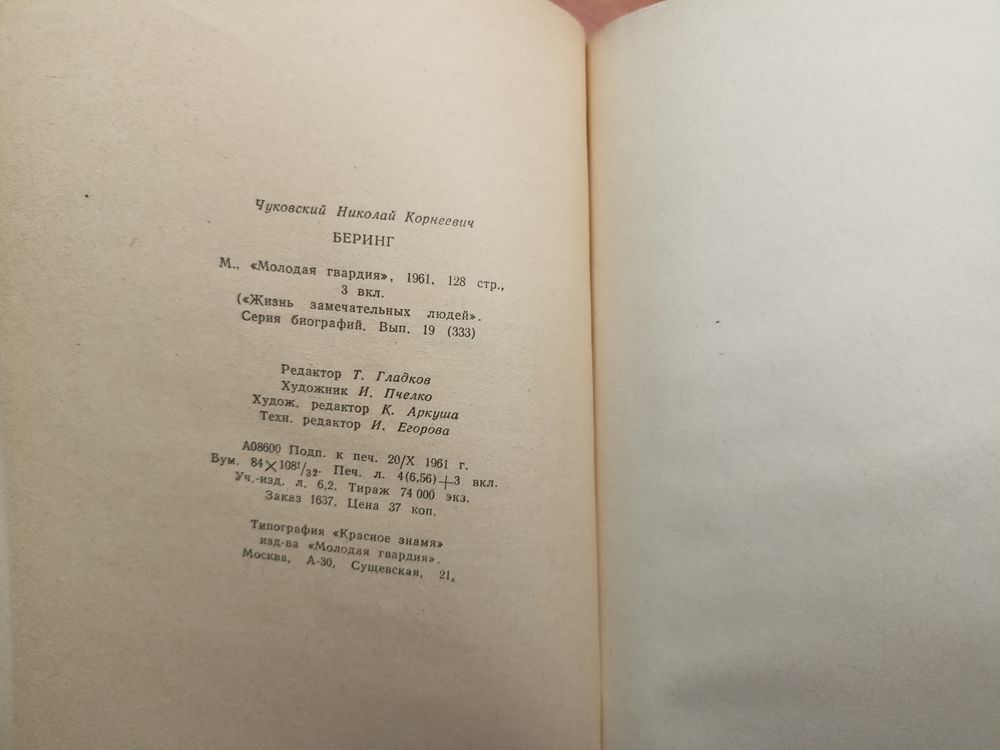 Чуковский Николай Корнеевич
БЕРИНГ
М., «Молодая гвардия», 1961, 128 стр.,
3 вкл.
(«Жизнь замечательных людей».
Серия биографий. Вып. 19 (333)
Редактор Т. Гладков
Художник И. Пчелко
Худож. редактор К. Аркуша
Техн. редактор И. Егорова
А08600 Подп. к печ. 20/X 1961 г.
Бум. 84×108¹/₃₂. Печ. л. 4(6,56)+3 вкл.
Уч.-изд. л. 6,2. Тираж 74 000 экз.
Заказ 1637. Цена 37 коп.
Типография «Красное знамя»
изд-ва «Молодая гвардия».
Москва, А-30, Сущевская, 21.